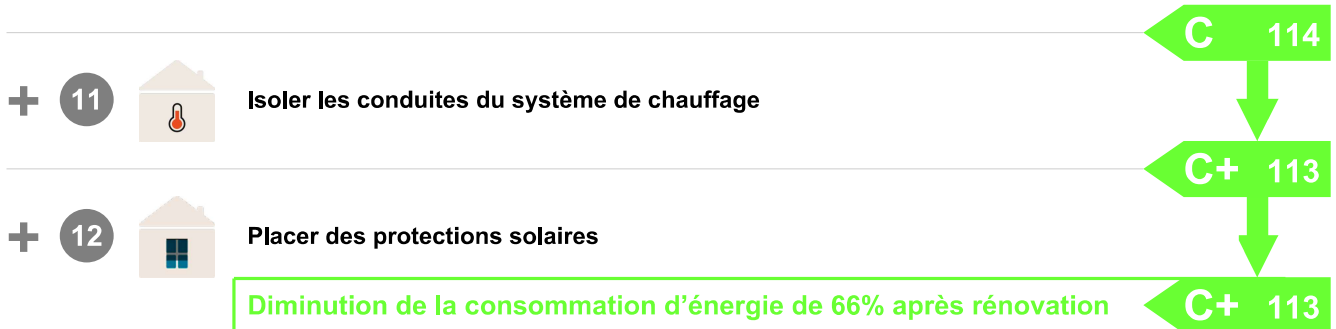 C 114
+ 11 Isoler les conduites du système de chauffage
C+ 113
+ 12 Placer des protections solaires
Diminution de la consommation d’énergie de 66% après rénovation C+ 113